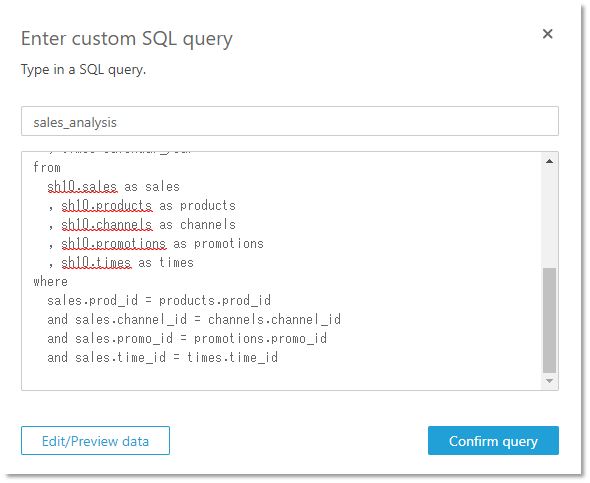 Enter custom SQL query
Type in a SQL query.
sales_analysis
from
sh10.sales as sales
, sh10.products as products
, sh10.channels as channels
, sh10.promotions as promotions
, sh10.times as times
where
sales.prod_id = products.prod_id
and sales.channel_id = channels.channel_id
and sales.promo_id = promotions.promo_id
and sales.time_id = times.time_id
Edit/Preview data
Confirm query